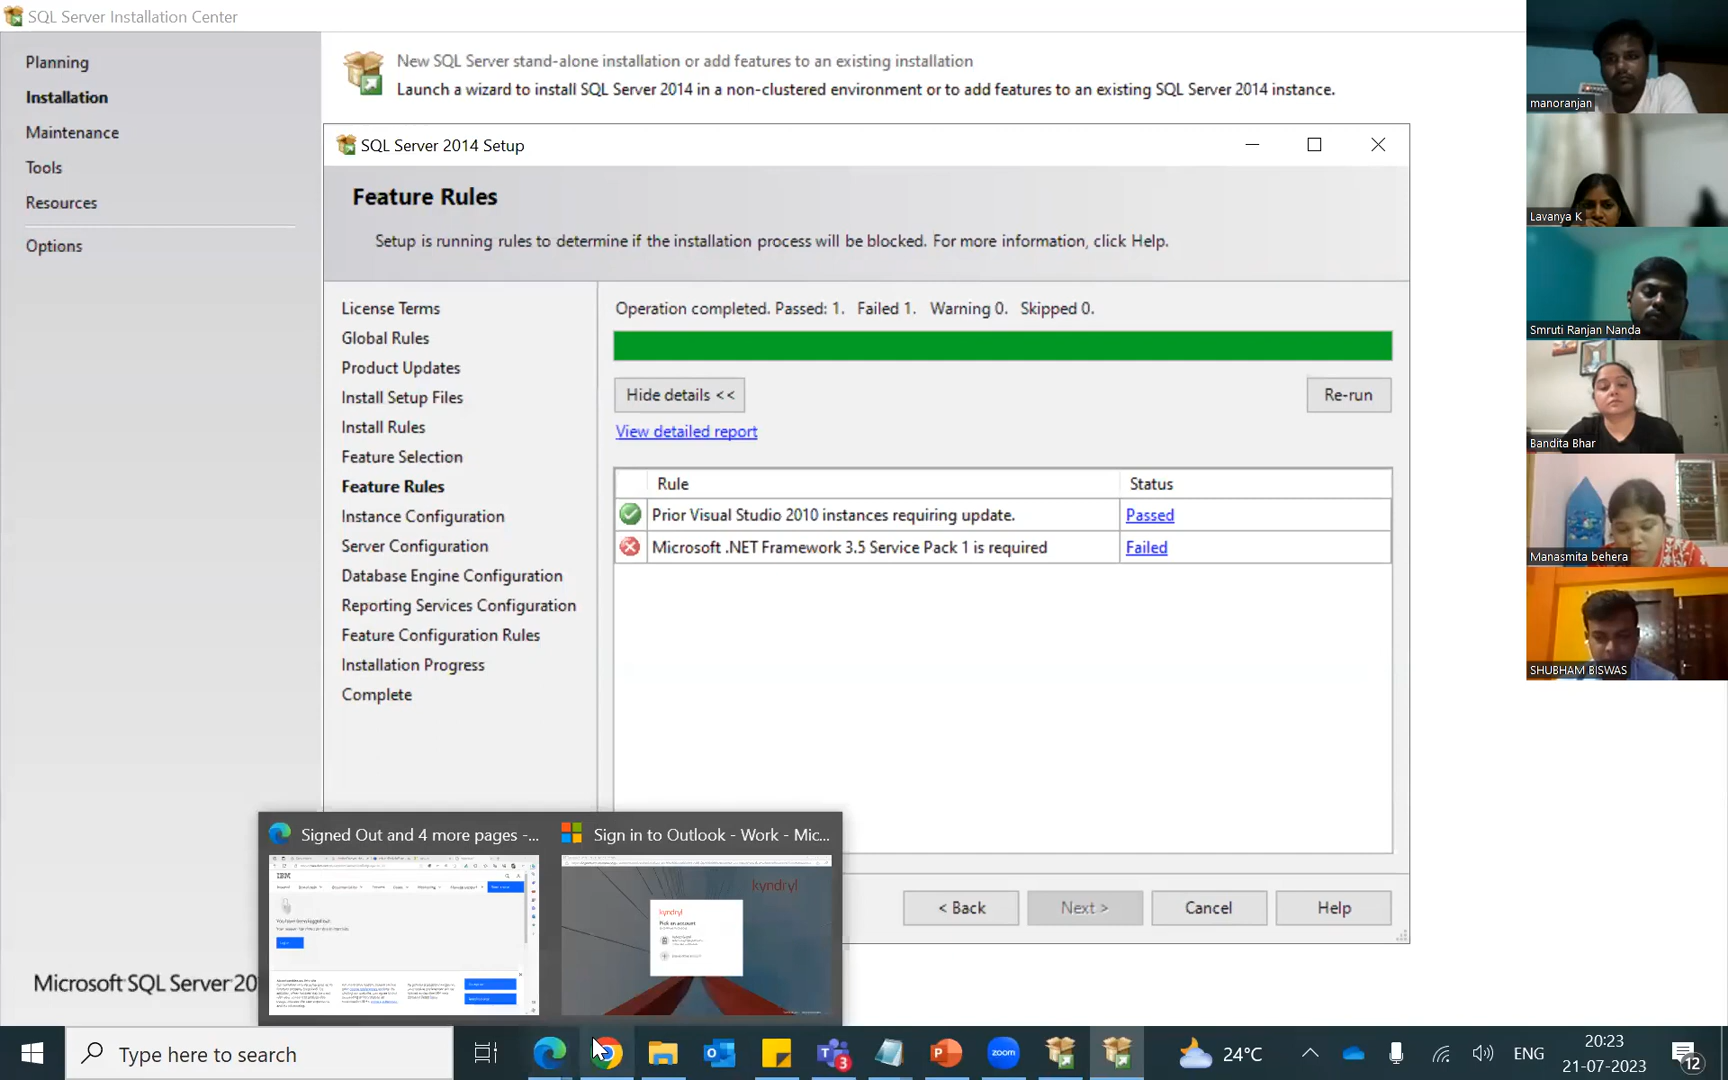 SQL Server Installation Center
Planning
Installation
Maintenance
Tools
Resources
Options
New SQL Server stand-alone installation or add features to an existing installation
Launch a wizard to install SQL Server 2014 in a non-clustered environment or to add features to an existing SQL Server 2014 instance.
SQL Server 2014 Setup
Feature Rules
Setup is running rules to determine if the installation process will be blocked. For more information, click Help.
License Terms
Global Rules
Product Updates
Install Setup Files
Install Rules
Feature Selection
Feature Rules
Instance Configuration
Server Configuration
Database Engine Configuration
Reporting Services Configuration
Feature Configuration Rules
Installation Progress
Complete
Operation completed. Passed: 1. Failed 1. Warning 0. Skipped 0.
Hide details <<
Re-run
View detailed report
Rule Status
Prior Visual Studio 2010 instances requiring update. Passed
Microsoft .NET Framework 3.5 Service Pack 1 is required Failed
< Back
Next >
Cancel
Help
manoranjan
Lavanya K
Smruti Ranjan Nanda
Bandita Bhar
Manasmita behera
SHUBHAM BISWAS
Signed Out and 4 more pages -...
Sign in to Outlook - Work - Mic...
IBM
kyndryl
kyndryl
Pick an account
Microsoft SQL Server 20
Type here to search
3
zoom
24°C
ENG
20:23
21-07-2023
12